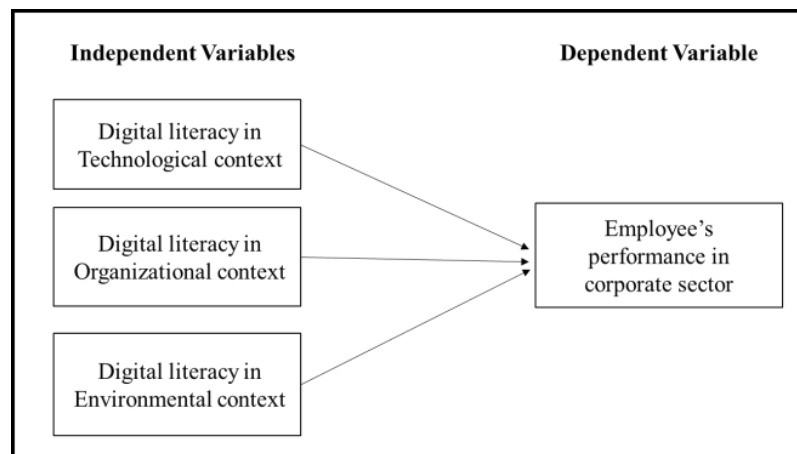 Independent Variables
Dependent Variable
Digital literacy in
Technological context
Digital literacy in
Organizational context
Digital literacy in
Environmental context
Employee's
performance in
corporate sector